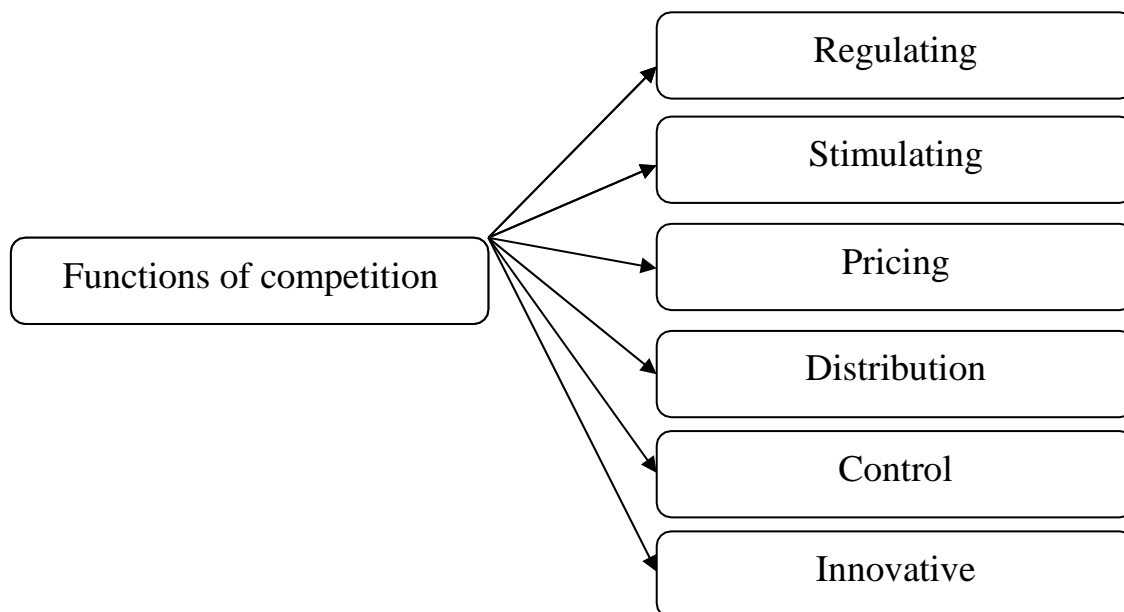 Regulating
Stimulating
Pricing
Functions of competition
Distribution
Control
Innovative